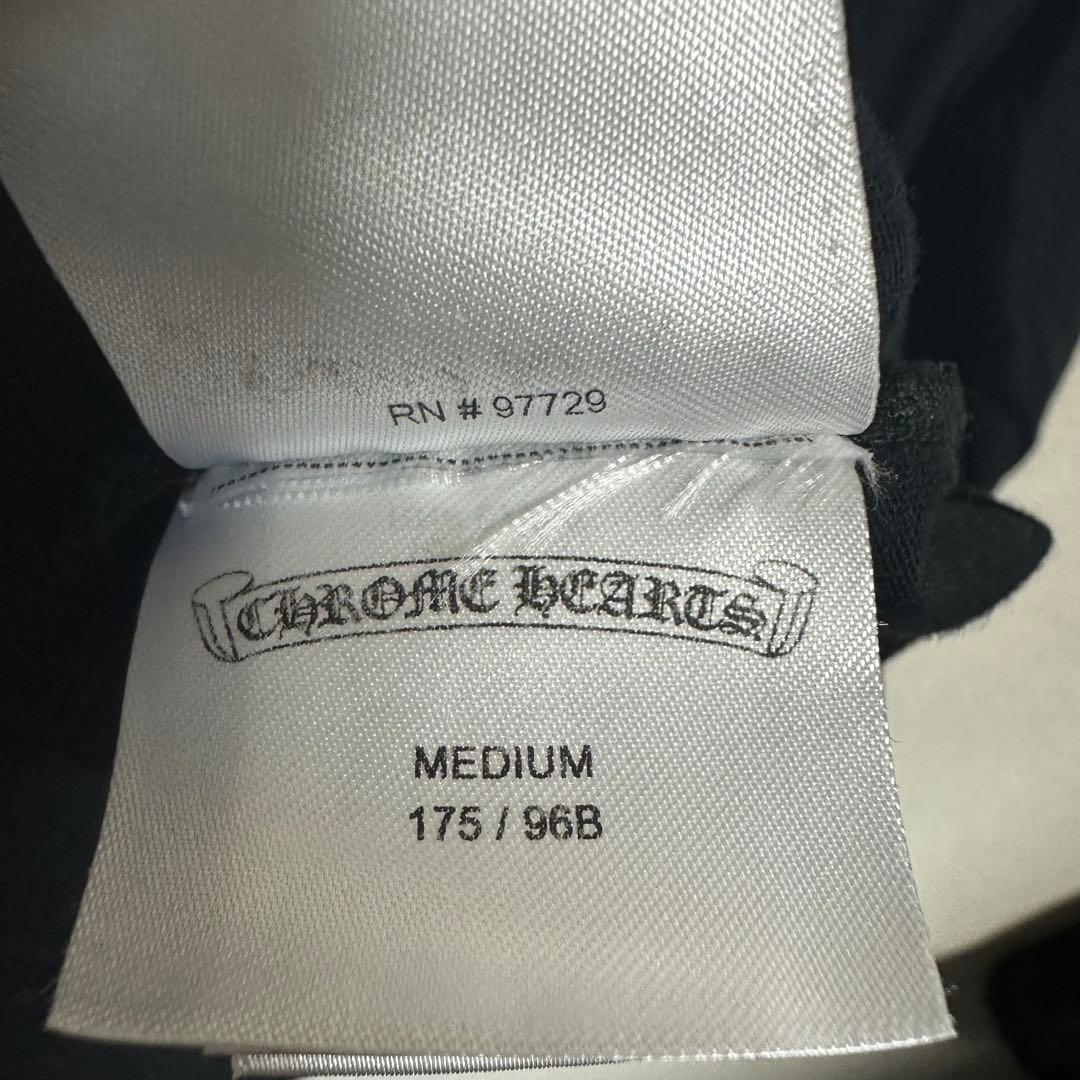 RN # 97729
CHROME HEARTS
MEDIUM
175 / 96B